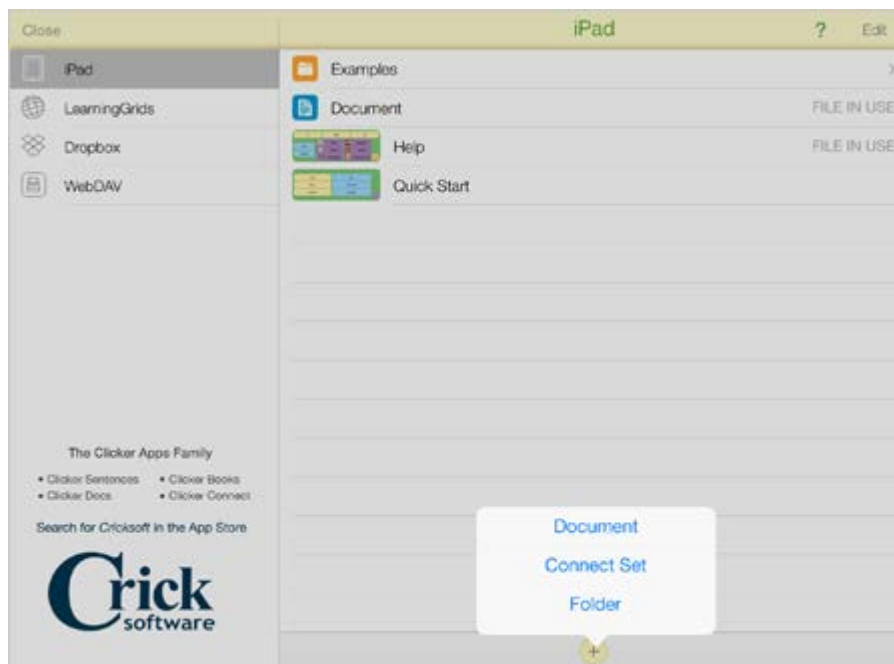 Close
iPad
?
Edit
iPad
LearningGrids
Dropbox
WebDAV
Examples
Document
FILE IN USE
Help
FILE IN USE
Quick Start
The Clicker Apps Family
• Clicker Sentences • Clicker Books
• Clicker Docs • Clicker Connect
Search for Cricksoft in the App Store
Crick
software
Document
Connect Set
Folder
+